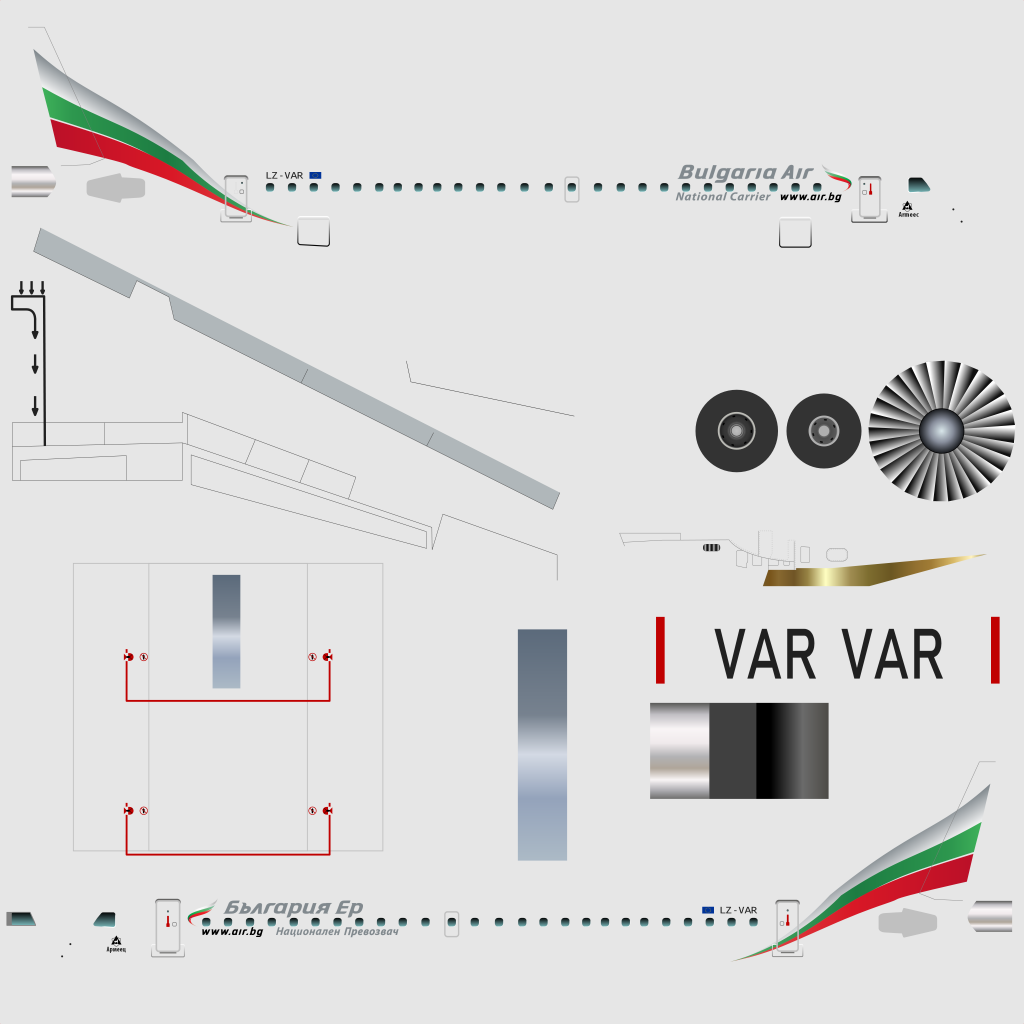 LZ-VAR
Bulgaria Air
National Carrier www.air.bg
Armeec
VAR VAR
България Ер
LZ-VAR
www.air.bg Национален Превозвач
Армеец